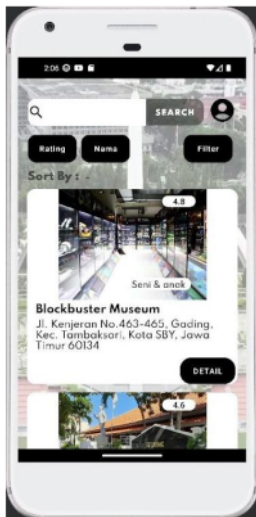 2:06
SEARCH
Rating Nama Filter
Sort By : -
4.8
Seni & anak
Blockbuster Museum
Jl. Kenjeran No.463-465, Gading,
Kec. Tambaksari, Kota SBY, Jawa
Timur 60134
DETAIL
4.6